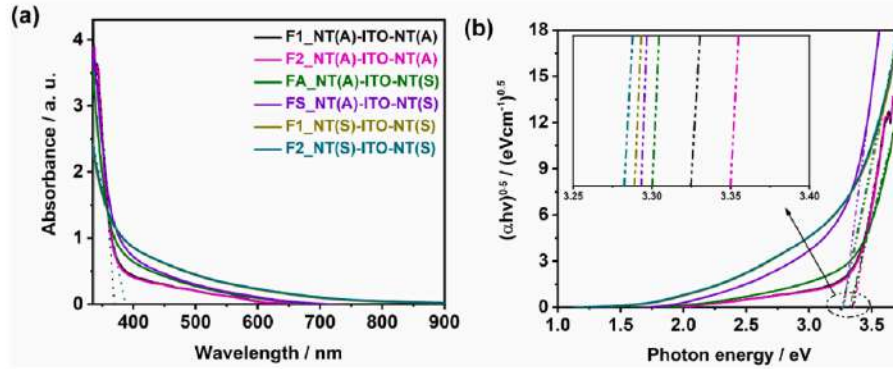 (a)
4
3
2
1
0
Absorbance / a. u.
F1_NT(A)-ITO-NT(A)
F2_NT(A)-ITO-NT(A)
FA_NT(A)-ITO-NT(S)
FS_NT(A)-ITO-NT(S)
F1_NT(S)-ITO-NT(S)
F2_NT(S)-ITO-NT(S)
400 500 600 700 800 900
Wavelength / nm
(b)
18
15
12
9
6
3
0
(αhν)^0.5 / (eVcm⁻¹)^0.5
3.25 3.30 3.35 3.40
1.0 1.5 2.0 2.5 3.0 3.5
Photon energy / eV